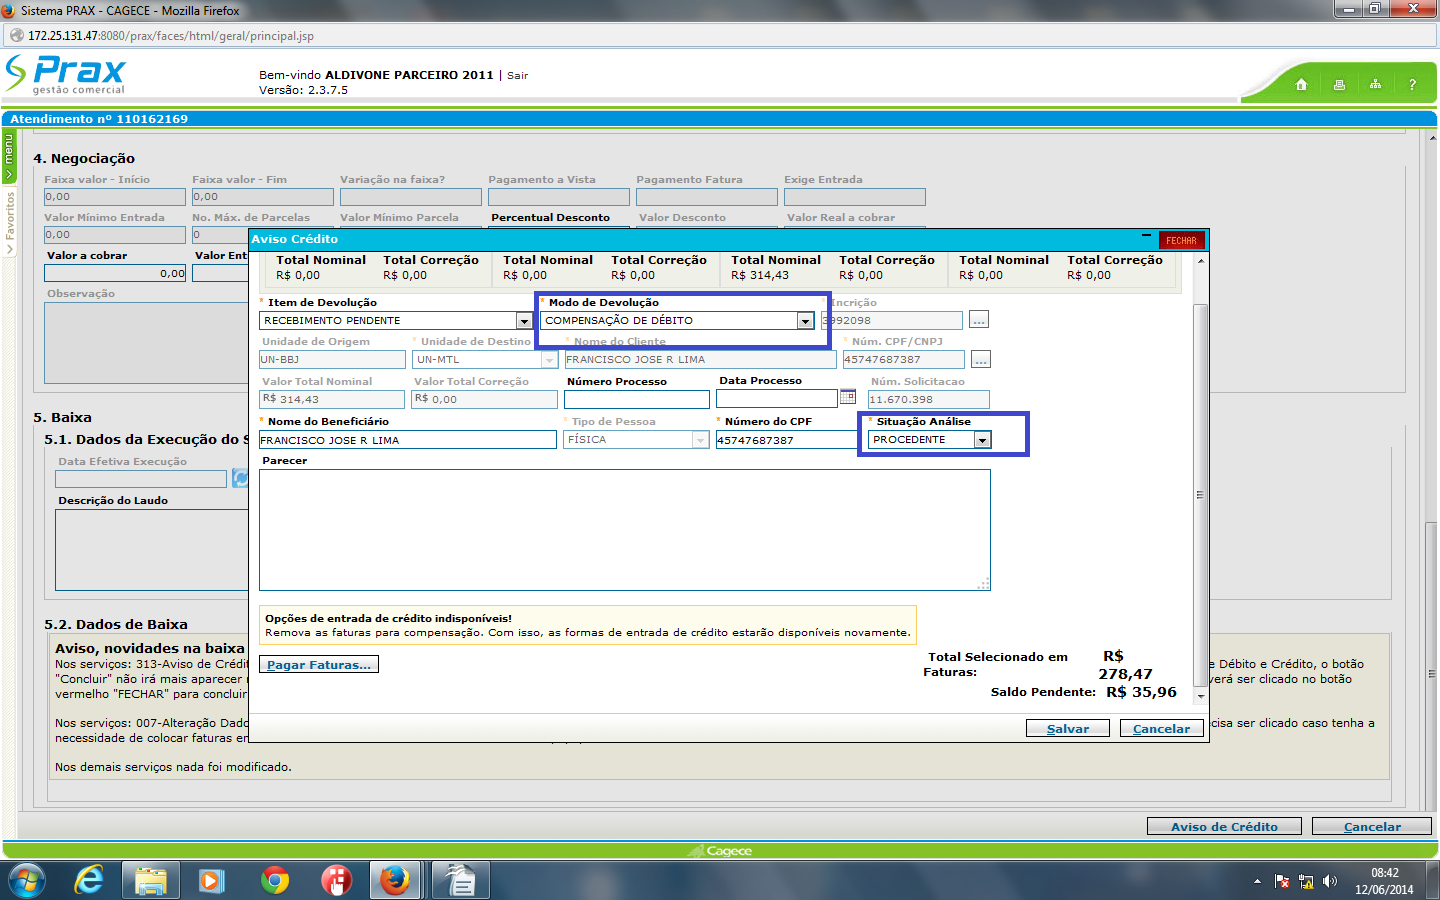 Sistema PRAX - CAGECE - Mozilla Firefox
172.25.131.47:8080/prax/faces/html/geral/principal.jsp
Prax
gestão comercial
Bem-vindo ALDIVONE PARCEIRO 2011 | Sair
Versão: 2.3.7.5
?
Atendimento nº 110162169
menu
Favoritos
4. Negociação
Faixa valor - Início Faixa valor - Fim Variação na faixa? Pagamento a Vista Pagamento Fatura Exige Entrada
0,00 0,00
Valor Mínimo Entrada No. Máx. de Parcelas Valor Mínimo Parcela Percentual Desconto Valor Desconto Valor Real a cobrar
0,00 0
Valor a cobrar Valor Ent
0,00
Observação
Aviso Crédito FECHAR
Total Nominal Total Correção Total Nominal Total Correção Total Nominal Total Correção Total Nominal Total Correção
R$ 0,00 R$ 0,00 R$ 0,00 R$ 0,00 R$ 314,43 R$ 0,00 R$ 0,00 R$ 0,00
* Item de Devolução * Modo de Devolução * Incrição
RECEBIMENTO PENDENTE COMPENSAÇÃO DE DÉBITO 3992098 ...
Unidade de Origem * Unidade de Destino * Nome do Cliente * Núm. CPF/CNPJ
UN-BBJ UN-MTL FRANCISCO JOSE R LIMA 45747687387 ...
Valor Total Nominal Valor Total Correção Número Processo Data Processo Núm. Solicitacao
R$ 314,43 R$ 0,00 11.670.398
* Nome do Beneficiário * Tipo de Pessoa * Número do CPF * Situação Análise
FRANCISCO JOSE R LIMA FÍSICA 45747687387 PROCEDENTE
Parecer
Opções de entrada de crédito indisponíveis!
Remova as faturas para compensação. Com isso, as formas de entrada de crédito estarão disponíveis novamente.
Pagar Faturas...
Total Selecionado em Faturas: R$ 278,47
Saldo Pendente: R$ 35,96
Salvar Cancelar
5. Baixa
5.1. Dados da Execução do S
Data Efetiva Execução
Descrição do Laudo
5.2. Dados de Baixa
Aviso, novidades na baixa
Nos serviços: 313-Aviso de Crédit e Débito e Crédito, o botão
"Concluir" não irá mais aparecer verá ser clicado no botão
vermelho "FECHAR" para concluir
Nos serviços: 007-Alteração Dado cisa ser clicado caso tenha a
necessidade de colocar faturas en
Nos demais serviços nada foi modificado.
Aviso de Crédito Cancelar
Cagece
08:42
12/06/2014